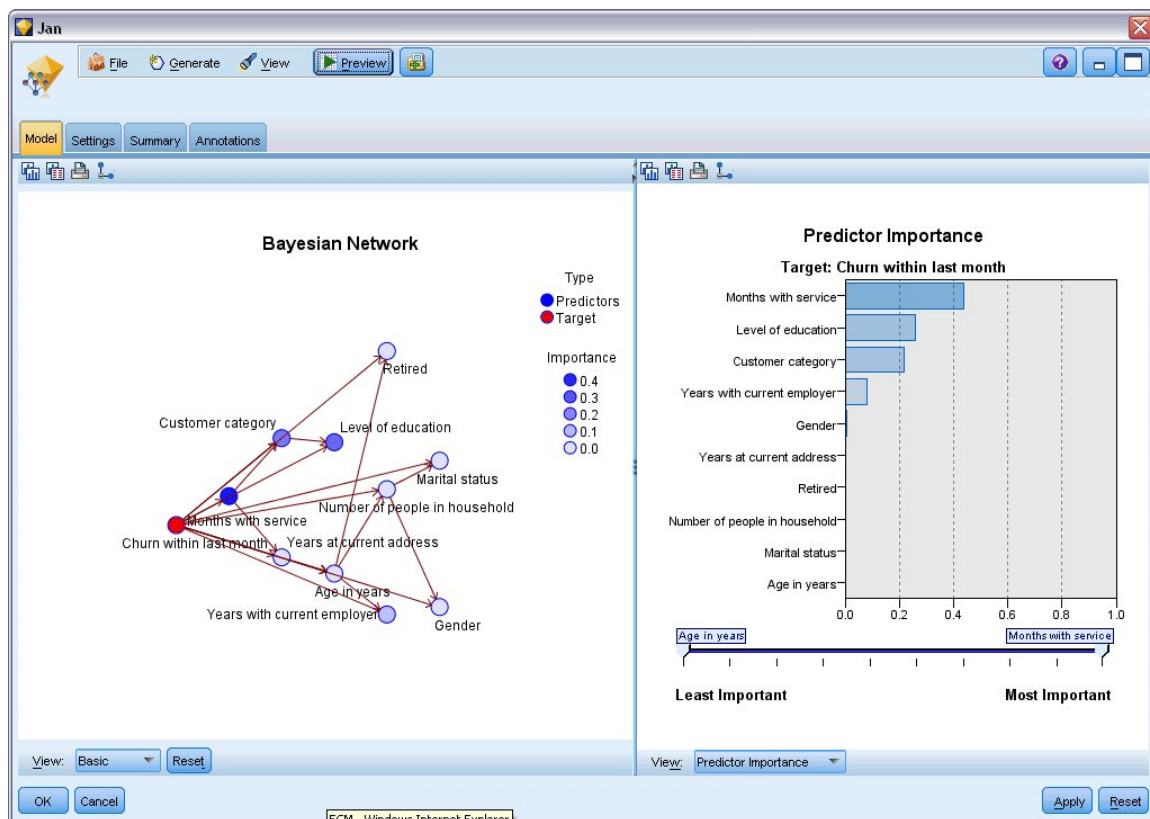 Jan
File Generate View Preview
Model Settings Summary Annotations
Bayesian Network
Type
Predictors
Target
Importance
0.4
0.3
0.2
0.1
0.0
Retired
Customer category
Level of education
Marital status
Number of people in household
Months with service
Churn within last month
Years at current address
Age in years
Years with current employer
Gender
View: Basic Reset
Predictor Importance
Target: Churn within last month
Months with service
Level of education
Customer category
Years with current employer
Gender
Years at current address
Retired
Number of people in household
Marital status
Age in years
0.0 0.2 0.4 0.6 0.8 1.0
Age in years Months with service
Least Important Most Important
View: Predictor Importance
OK Cancel Apply Reset
ECM - Windows Internet Explorer